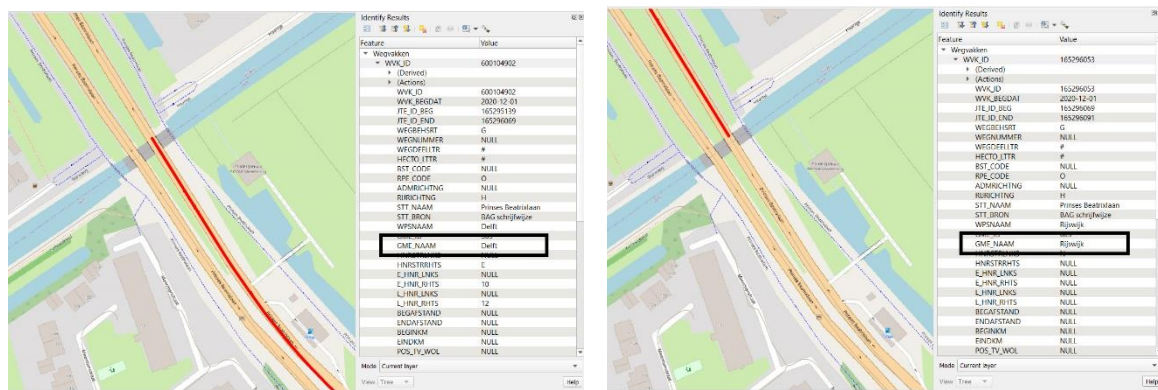 Identify Results
Feature Value
Wegvakken
WVK_ID 600104902
(Derived)
(Actions)
WVK_ID 600104902
WVK_BEGDAT 2020-12-01
JTE_ID_BEG 165295139
JTE_ID_END 165296069
WEGBEHSRT G
WEGNUMMER NULL
WEGDEELLTR #
HECTO_LTTR #
BST_CODE NULL
RPE_CODE O
ADMRICHTNG NULL
RIJRICHTNG H
STT_NAAM Prinses Beatrixlaan
STT_BRON BAG schrijfwijze
WPSNAAM Delft
GME_NAAM Delft
HNRSTRRHTS E
E_HNR_LNKS NULL
E_HNR_RHTS 10
L_HNR_LNKS NULL
L_HNR_RHTS 12
BEGAFSTAND NULL
ENDAFSTAND NULL
BEGINKM NULL
EINDKM NULL
POS_TV_WOL NULL
Mode Current layer
View Tree Help
Identify Results
Feature Value
Wegvakken
WVK_ID 165296053
(Derived)
(Actions)
WVK_ID 165296053
WVK_BEGDAT 2020-12-01
JTE_ID_BEG 165296069
JTE_ID_END 165296091
WEGBEHSRT G
WEGNUMMER NULL
WEGDEELLTR #
HECTO_LTTR #
BST_CODE NULL
RPE_CODE O
ADMRICHTNG NULL
RIJRICHTNG H
STT_NAAM Prinses Beatrixlaan
STT_BRON BAG schrijfwijze
WPSNAAM Rijswijk
GME_NAAM Rijswijk
HNRSTRRHTS NULL
E_HNR_LNKS NULL
E_HNR_RHTS NULL
L_HNR_LNKS NULL
L_HNR_RHTS NULL
BEGAFSTAND NULL
ENDAFSTAND NULL
BEGINKM NULL
EINDKM NULL
POS_TV_WOL NULL
Mode Current layer
View Tree Help